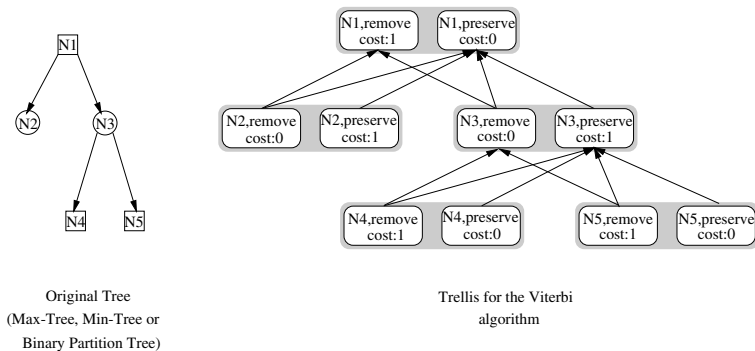 N1
N2
N3
N4
N5
N1,remove
cost:1
N1,preserve
cost:0
N2,remove
cost:0
N2,preserve
cost:1
N3,remove
cost:0
N3,preserve
cost:1
N4,remove
cost:1
N4,preserve
cost:0
N5,remove
cost:1
N5,preserve
cost:0
Original Tree
(Max-Tree, Min-Tree or
Binary Partition Tree)
Trellis for the Viterbi
algorithm